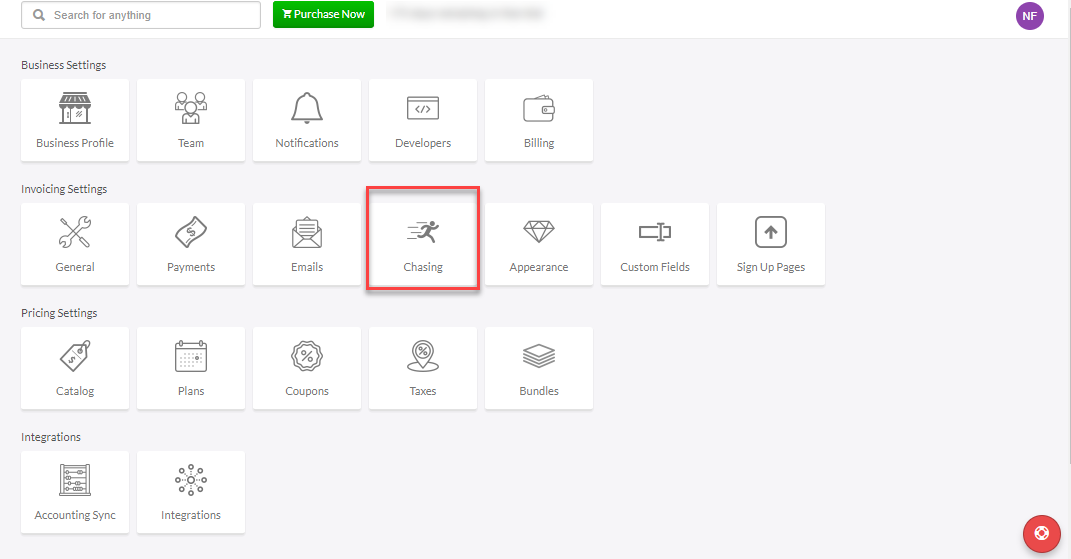 Search for anything
Purchase Now
NF
Business Settings
Business Profile
Team
Notifications
Developers
Billing
Invoicing Settings
General
Payments
Emails
Chasing
Appearance
Custom Fields
Sign Up Pages
Pricing Settings
Catalog
Plans
Coupons
Taxes
Bundles
Integrations
Accounting Sync
Integrations